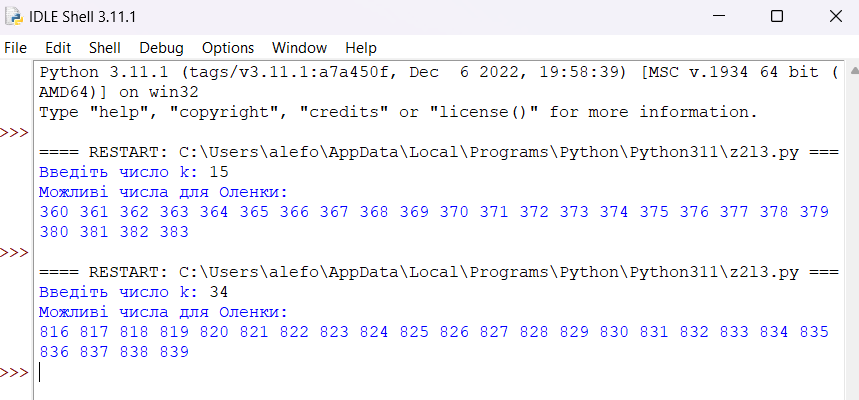 IDLE Shell 3.11.1
File Edit Shell Debug Options Window Help
Python 3.11.1 (tags/v3.11.1:a7a450f, Dec  6 2022, 19:58:39) [MSC v.1934 64 bit (
AMD64)] on win32
Type "help", "copyright", "credits" or "license()" for more information.
>>>
==== RESTART: C:\Users\alefo\AppData\Local\Programs\Python\Python311\z2l3.py ===
Введіть число k: 15
Можливі числа для Оленки:
360 361 362 363 364 365 366 367 368 369 370 371 372 373 374 375 376 377 378 379
380 381 382 383
>>>
==== RESTART: C:\Users\alefo\AppData\Local\Programs\Python\Python311\z2l3.py ===
Введіть число k: 34
Можливі числа для Оленки:
816 817 818 819 820 821 822 823 824 825 826 827 828 829 830 831 832 833 834 835
836 837 838 839
>>>